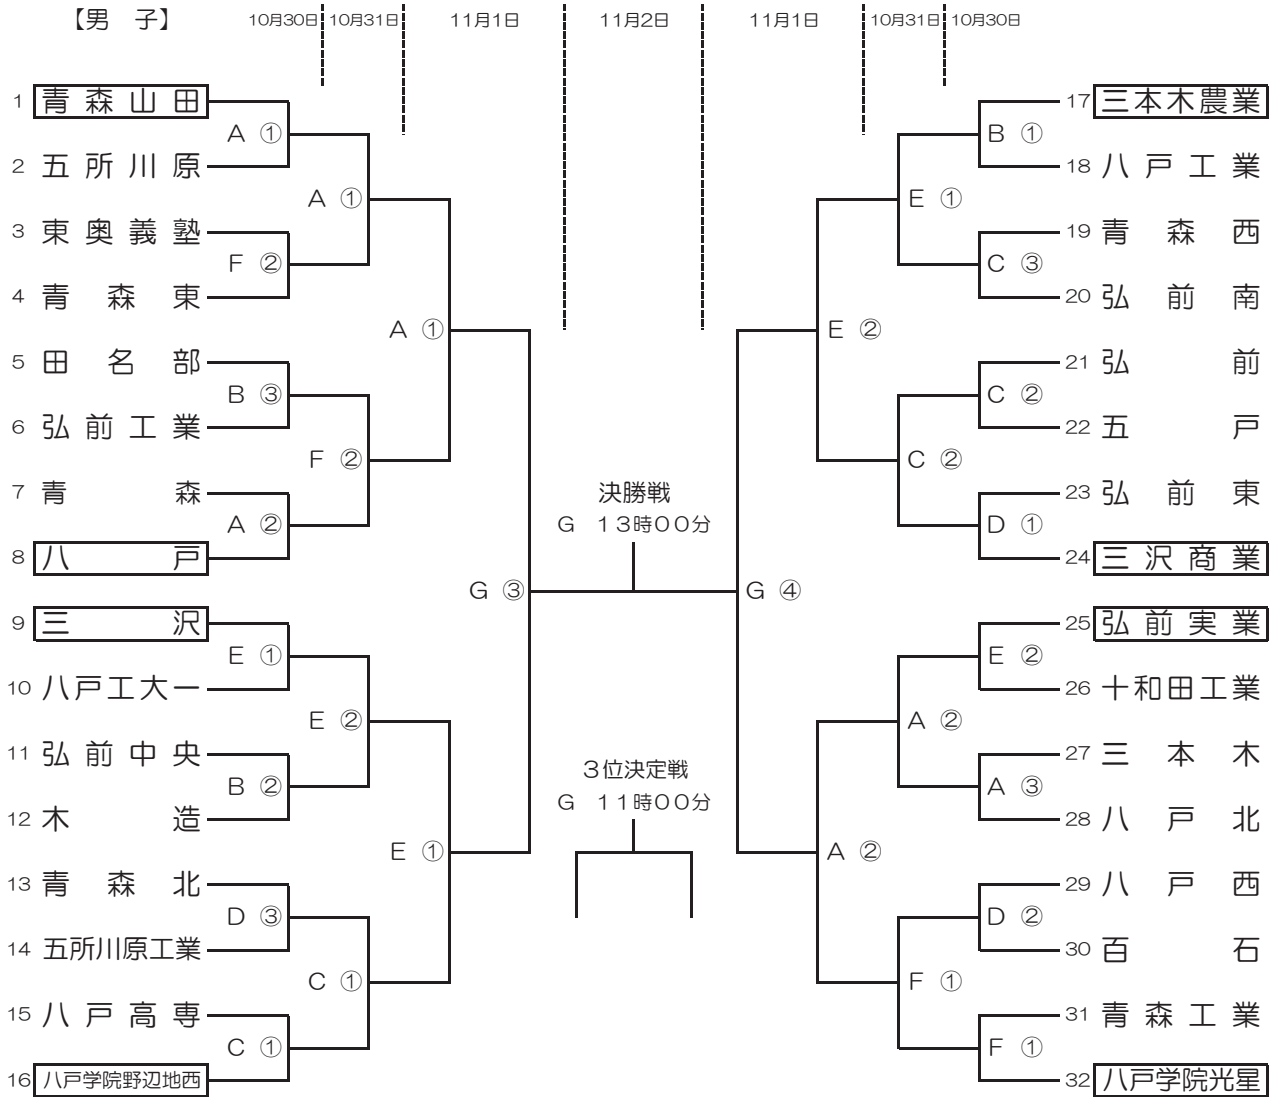 【男　子】
10月30日 10月31日 11月1日 11月2日 11月1日 10月31日 10月30日
1 青森山田
A ①
2 五所川原
A ①
3 東奥義塾
F ②
4 青森東
A ①
5 田名部
B ③
6 弘前工業
F ②
7 青森
A ②
8 八戸
G ③
9 三沢
E ①
10 八戸工大一
E ②
11 弘前中央
B ②
12 木造
E ①
13 青森北
D ③
14 五所川原工業
C ①
15 八戸高専
C ①
16 八戸学院野辺地西
決勝戦
G　13時00分
3位決定戦
G　11時00分
17 三本木農業
B ①
18 八戸工業
E ①
19 青森西
C ③
20 弘前南
E ②
21 弘前
C ②
22 五戸
C ②
23 弘前東
D ①
24 三沢商業
G ④
25 弘前実業
E ②
26 十和田工業
A ②
27 三本木
A ③
28 八戸北
A ②
29 八戸西
D ②
30 百石
F ①
31 青森工業
F ①
32 八戸学院光星